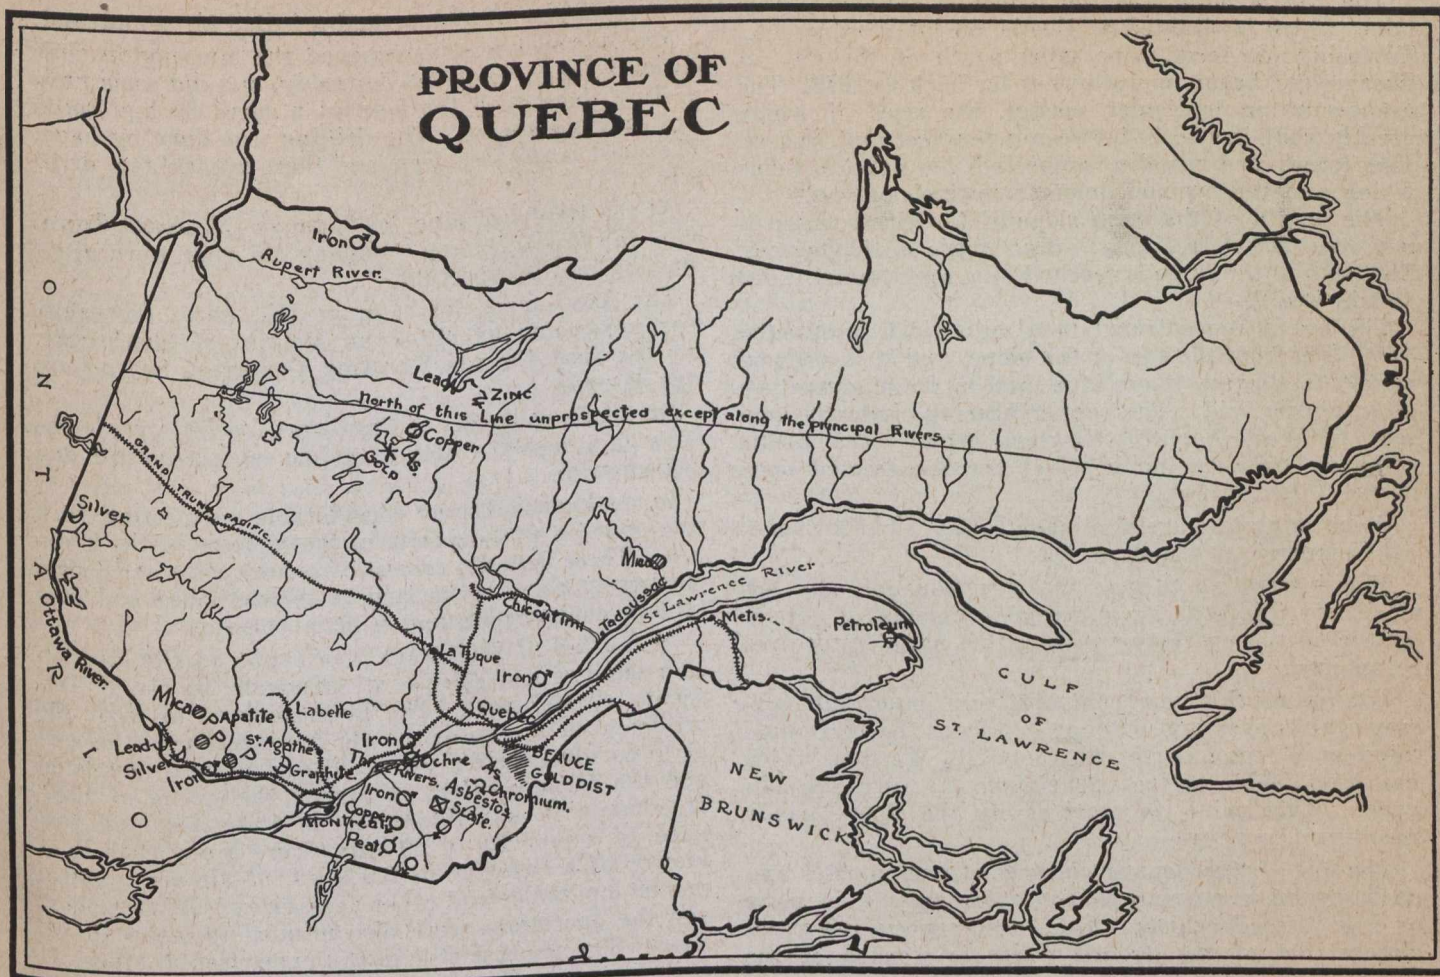 PROVINCE OF
QUEBEC
Iron
Rupert River.
Lead
ZINC
North of this Line unprospected except along the principal Rivers.
Copper
As.
GOLD
GRAND TRUNK PACIFIC.
Silver
ONTARIO
Ottawa River.
Mica
Chicoutimi
Tadoussac
St Lawrence River
Metis.
Petroleum
La Tuque
Iron
Quebec
GULF
OF
ST. LAWRENCE
Mica
Apatite
Labelle
Lead
Silver
Iron
St. Agathe
Graphite
Iron
Three Rivers.
Ochre
As
BEAUCE
GOLD DIST
Asbestos
Chromium.
Iron
Slate.
Copper
MONTREAL
Peat
NEW
BRUNSWICK